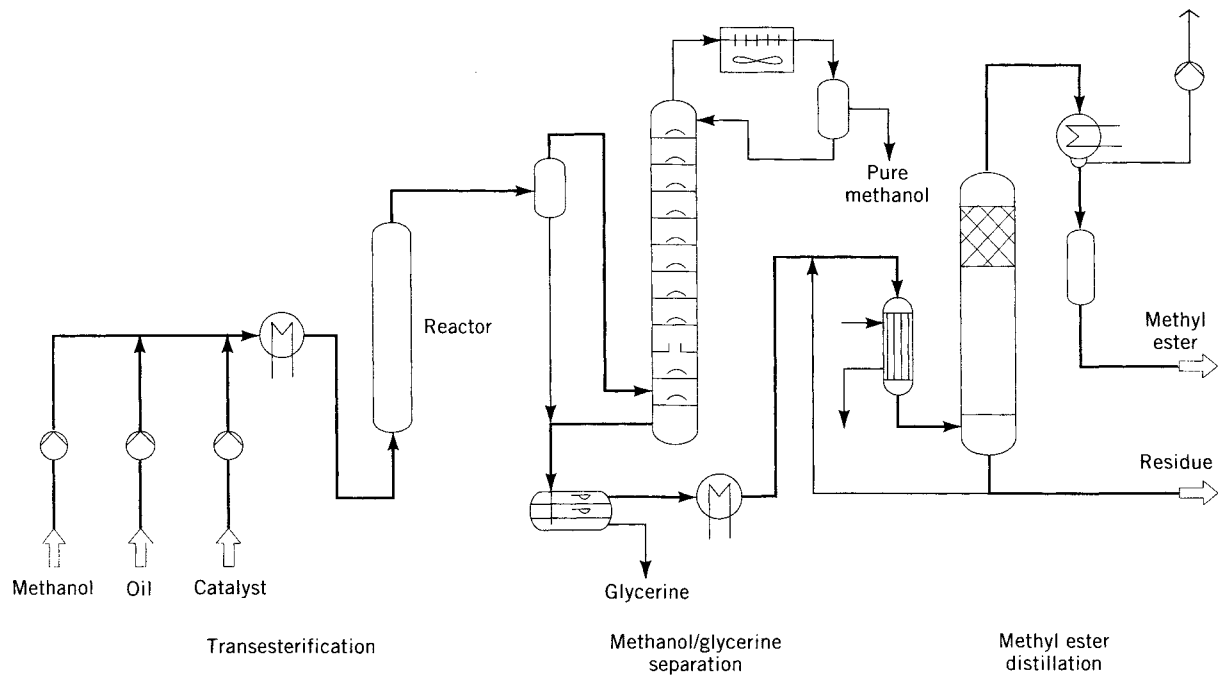 Pure
methanol
Reactor
Methyl
ester
Residue
Methanol
Oil
Catalyst
Glycerine
Transesterification
Methanol/glycerine
separation
Methyl ester
distillation